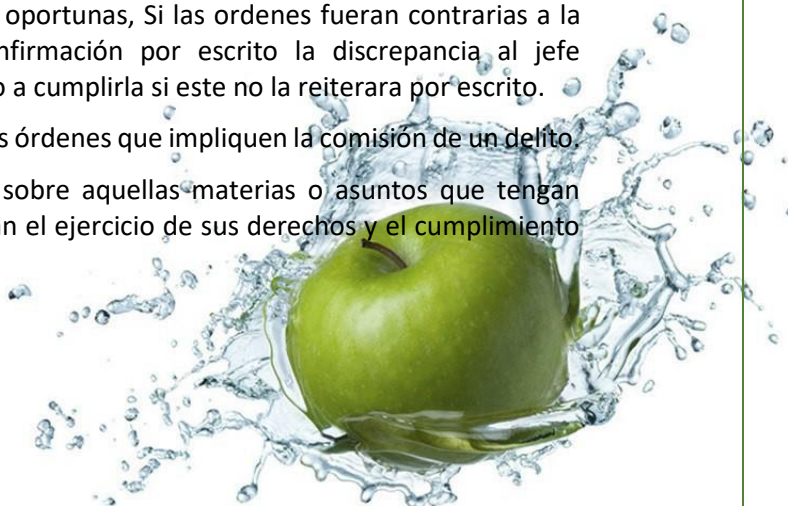 oportunas, Si las ordenes fueran contrarias a la
nfirmación por escrito la discrepancia al jefe
a cumplirla si este no la reiterara por escrito.
s órdenes que impliquen la comisión de un delito.
sobre aquellas materias o asuntos que tengan
n el ejercicio de sus derechos y el cumplimiento